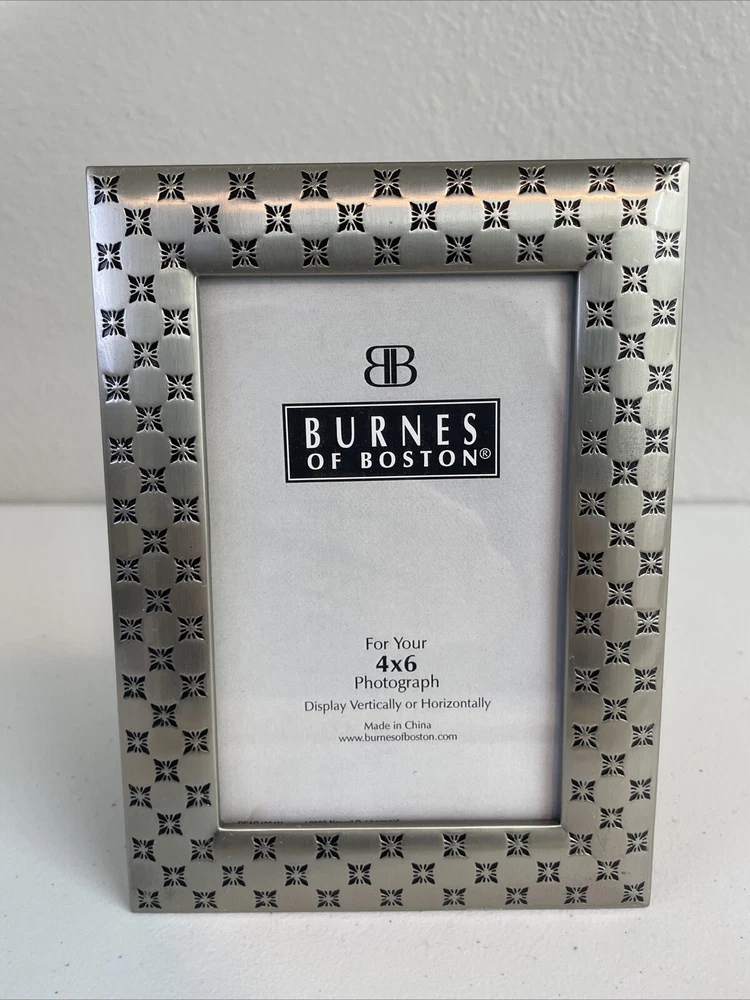 BB
BURNES
OF BOSTON®
For Your
4x6
Photograph
Display Vertically or Horizontally
Made in China
www.burnesofboston.com